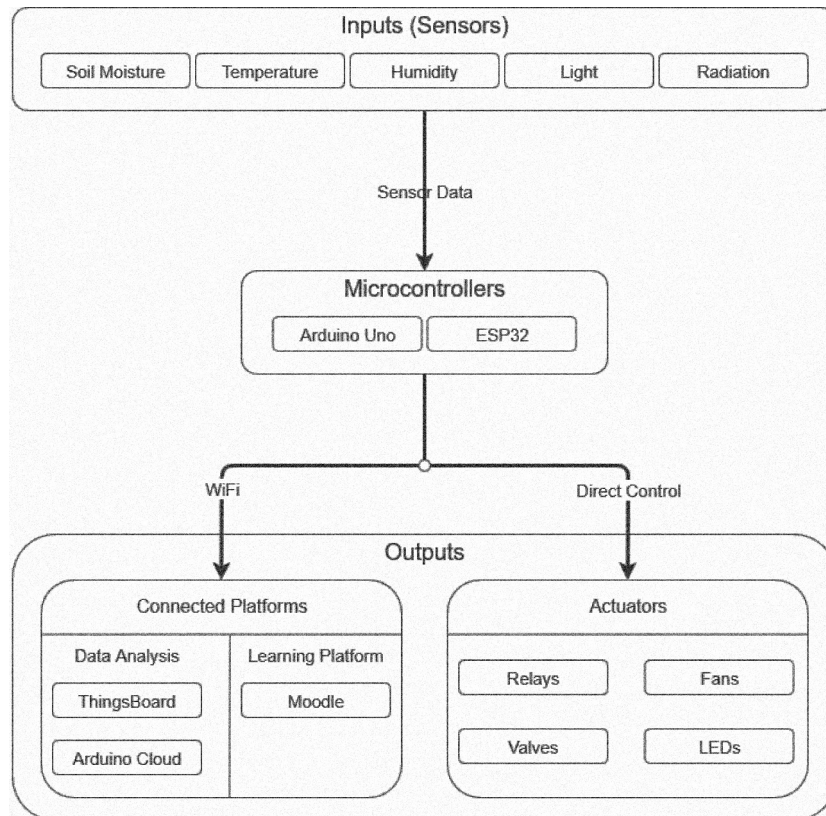 Inputs (Sensors)
Soil Moisture
Temperature
Humidity
Light
Radiation
Sensor Data
Microcontrollers
Arduino Uno
ESP32
WiFi
Direct Control
Outputs
Connected Platforms
Data Analysis
Learning Platform
ThingsBoard
Moodle
Arduino Cloud
Actuators
Relays
Fans
Valves
LEDs